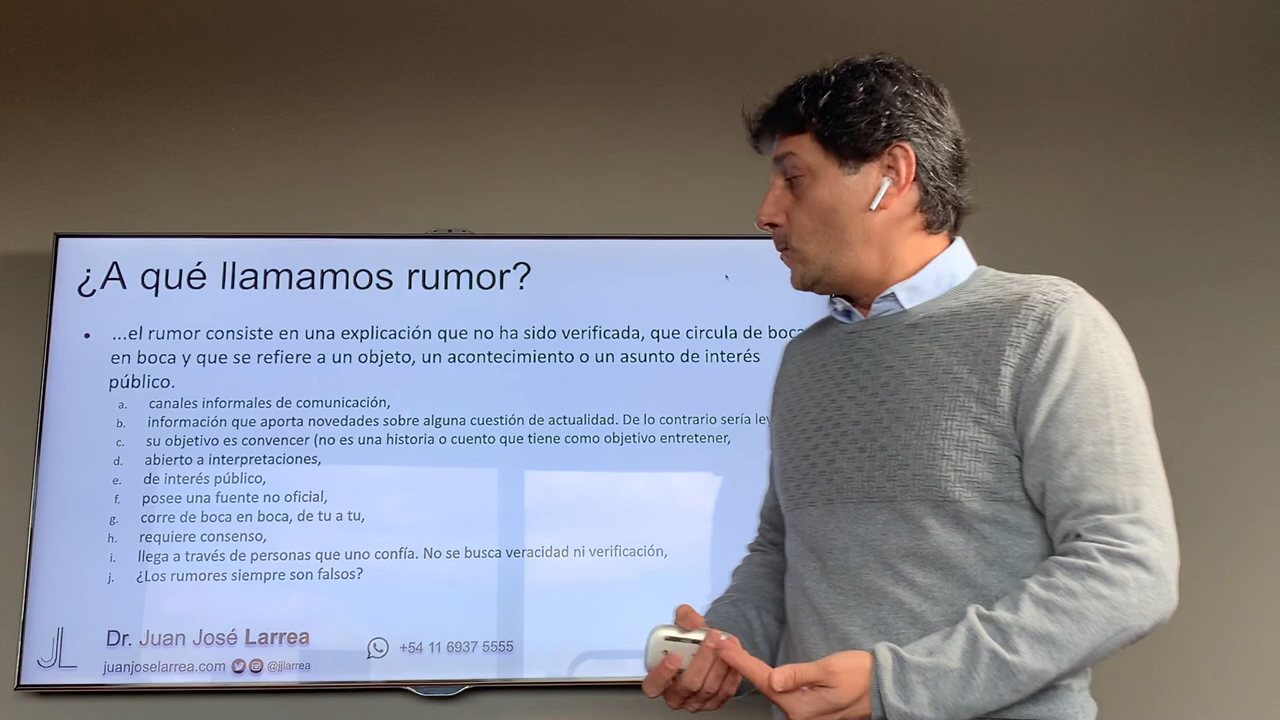 ¿A qué llamamos rumor?
• ...el rumor consiste en una explicación que no ha sido verificada, que circula de boca
en boca y que se refiere a un objeto, un acontecimiento o un asunto de interés
público.
a. canales informales de comunicación,
b. información que aporta novedades sobre alguna cuestión de actualidad. De lo contrario sería
c. su objetivo es convencer (no es una historia o cuento que tiene como objetivo entretener,
d. abierto a interpretaciones,
e. de interés público,
f. posee una fuente no oficial,
g. corre de boca en boca, de tu a tu,
h. requiere consenso,
i. llega a través de personas que uno confía. No se busca veracidad ni verificación,
j. ¿Los rumores siempre son falsos?
JL
Dr. Juan José Larrea
+54 11 6937 5555
juanjoselarrea.com @jjlarrea